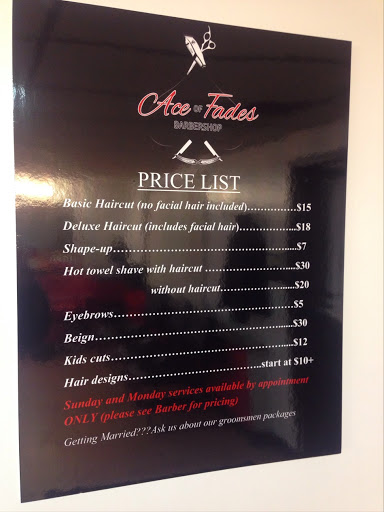 Ace OF Fades
BARBERSHOP
PRICE LIST
Basic Haircut (no facial hair included)……………$15
Deluxe Haircut (includes facial hair)……………..$18
Shape-up……………………………………………......7
Hot towel shave with haircut ……………………....$30
without haircut…………………...$20
Eyebrows………………………………………………$5
Beign……………………………………………….....$30
Kids cuts……………………………………………....$12
Hair designs…………………………………..start at $10+
Sunday and Monday services available by appointment
ONLY (please see Barber for pricing)
Getting Married???Ask us about our groomsmen packages